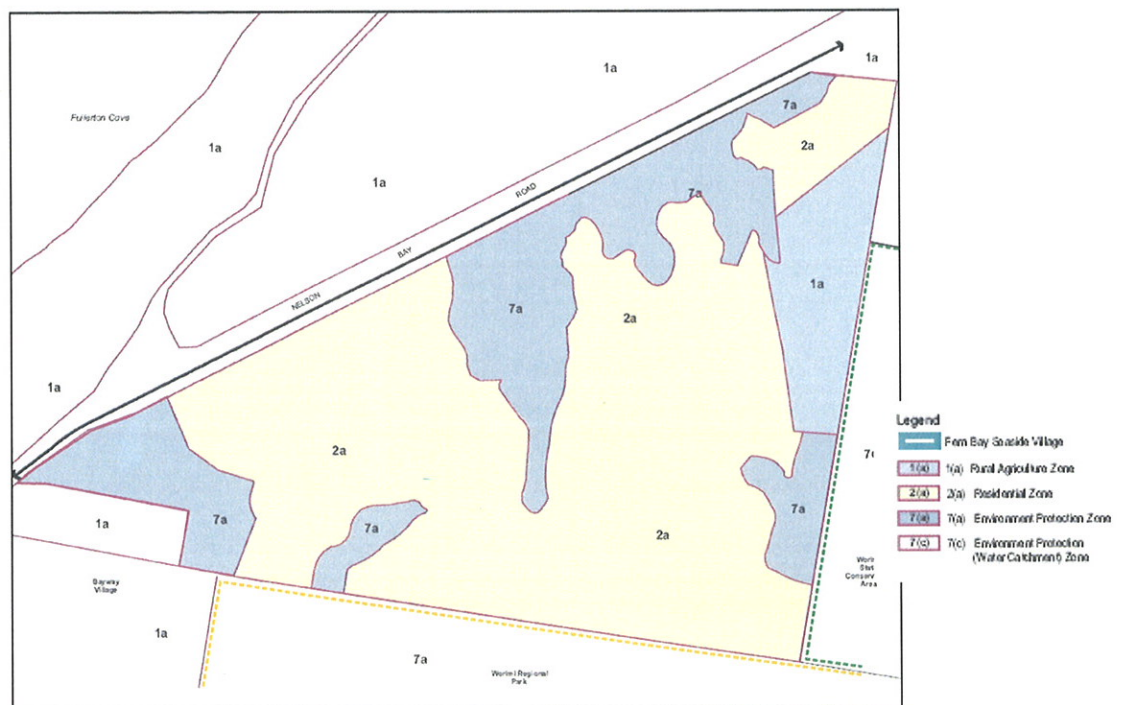 1a
1a
7a
Fullerton Cove
2a
1a
1a
ROAD
7a
BAY
1a
NELSON
7a
2a
1a
Legend
Fern Bay Seaside Village
2a
1(a) 1(a) Rural Agriculture Zone
2(a) 2(a) Residential Zone
7a
7(a) 7(a) Environment Protection Zone
1a
7a
7a
2a
7(c) 7(c) Environment Protection
(Water Catchment) Zone
Bayway
Village
Area
1a
7a
Worimi Regional
Park